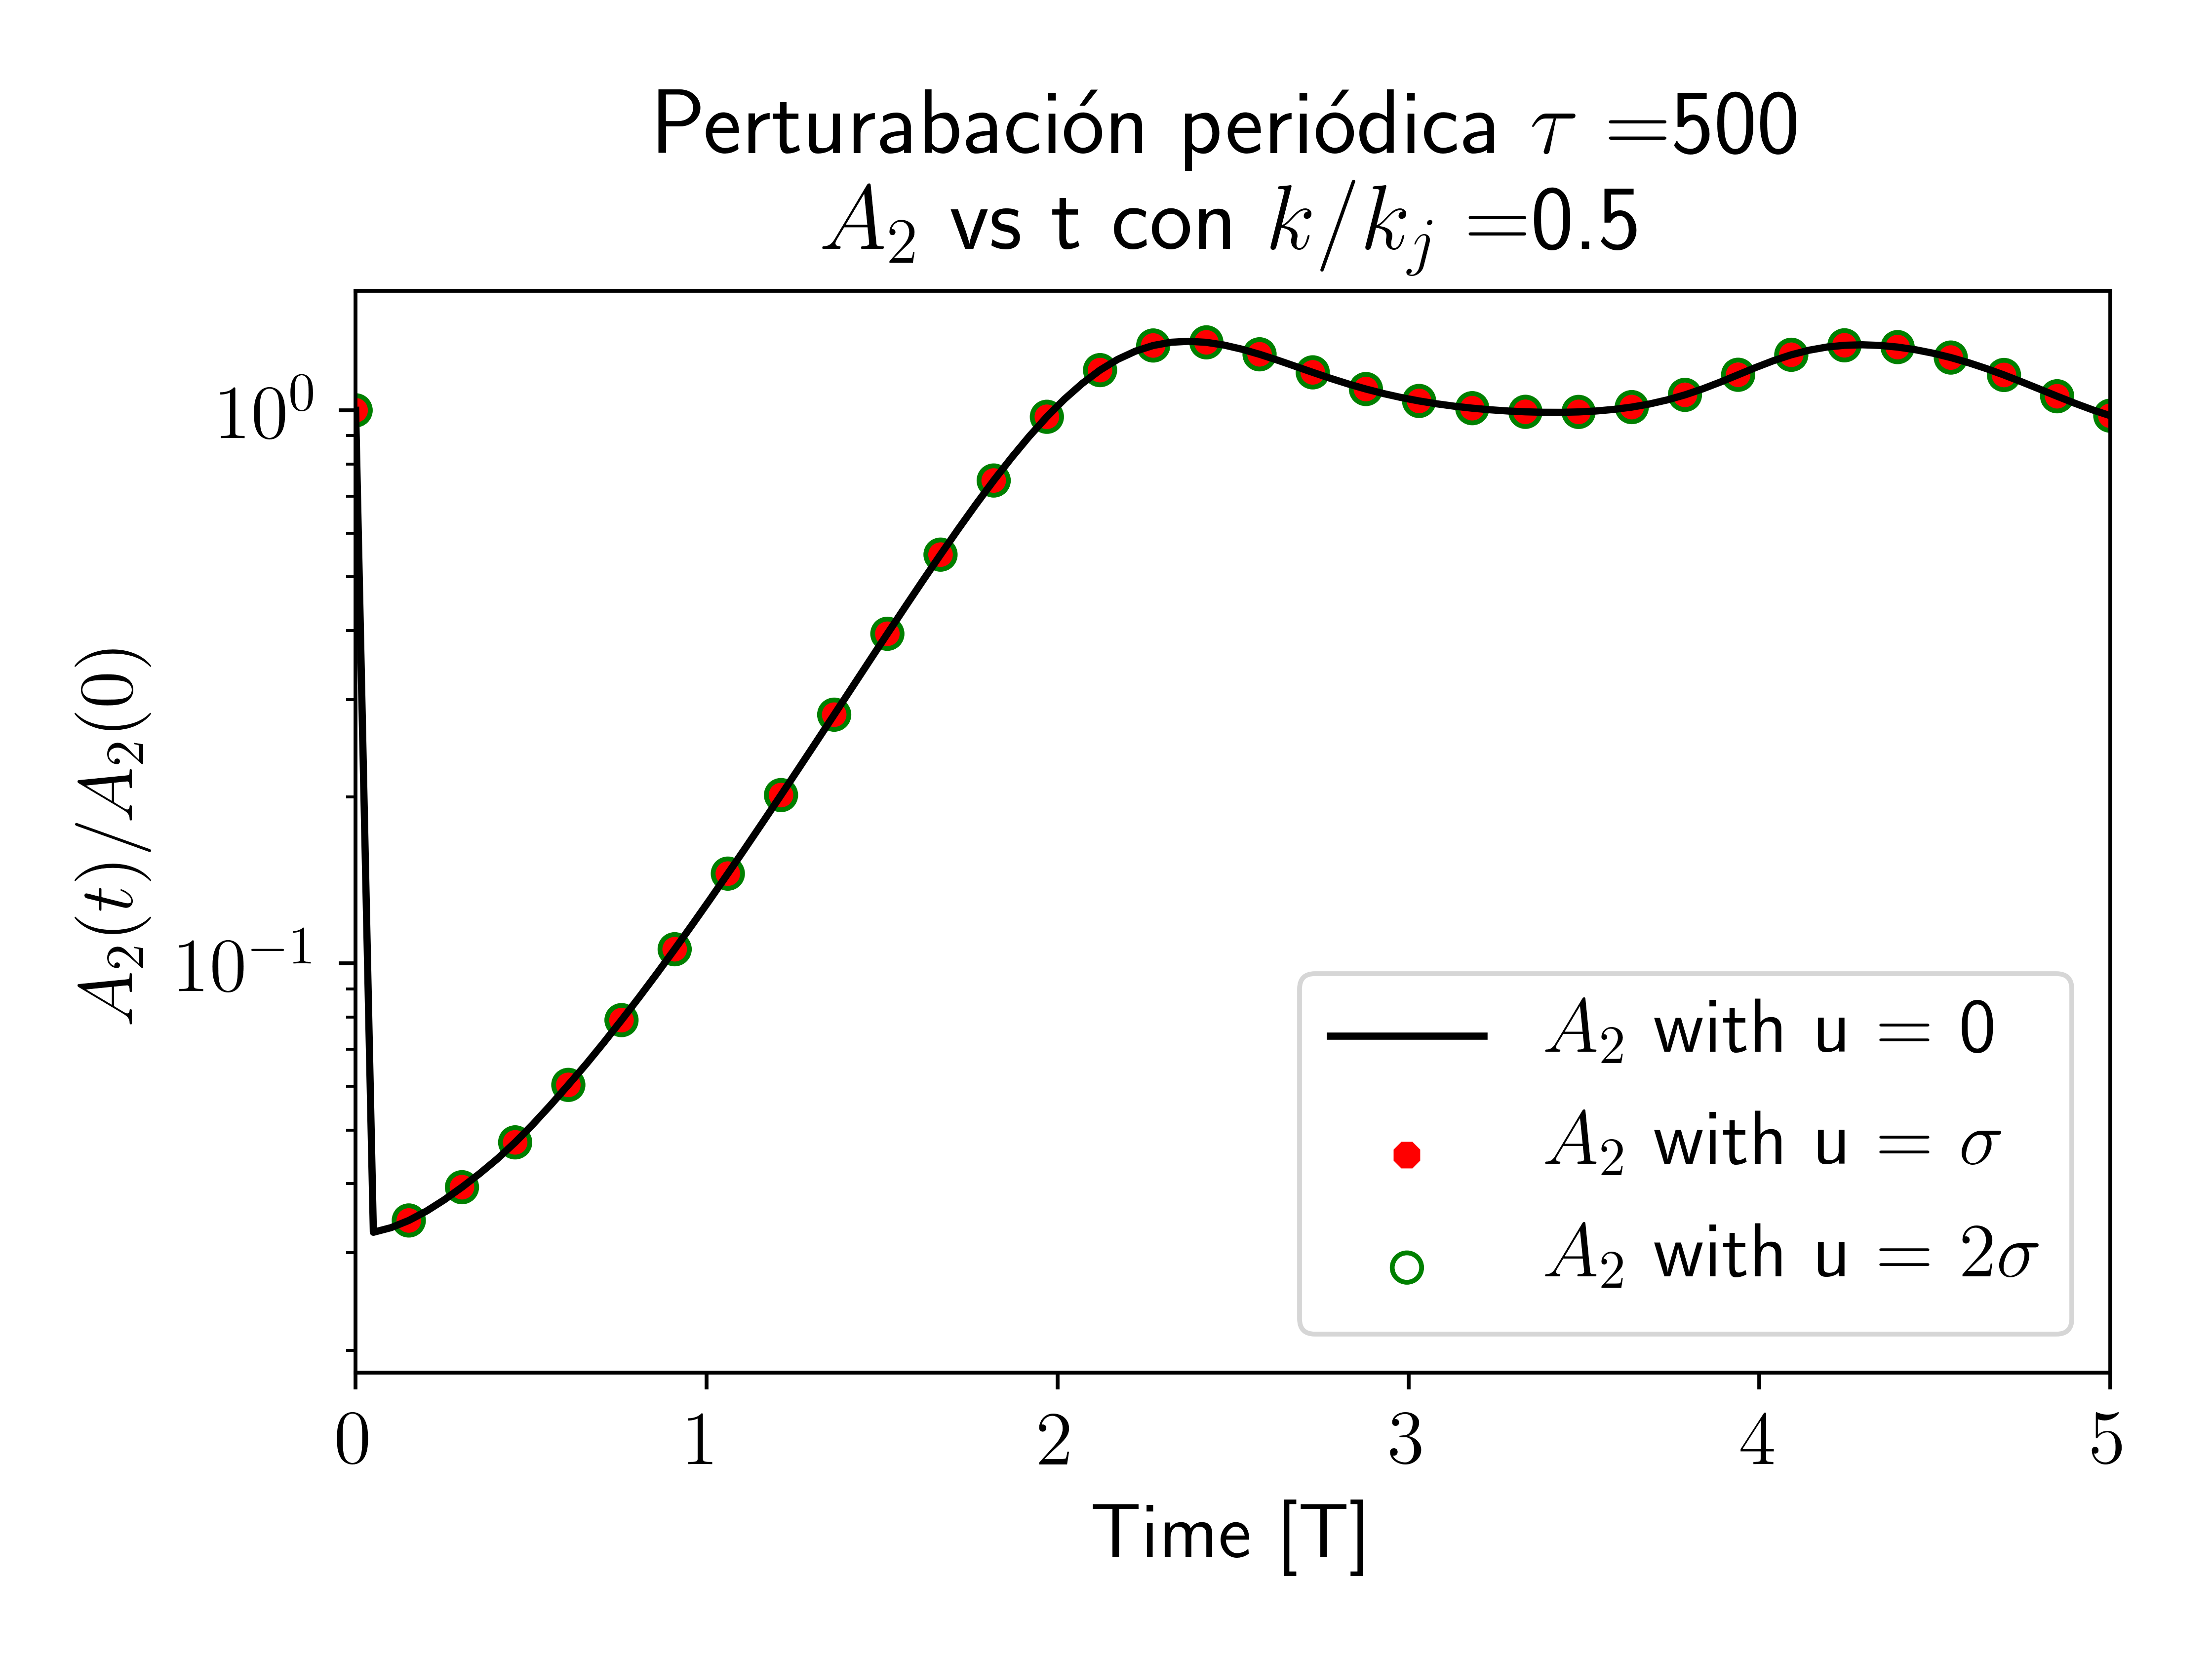 Perturabación periódica τ =500
A₂ vs t con k/kⱼ =0.5
A₂(t)/A₂(0)
10⁰
10⁻¹
A₂ with u = 0
A₂ with u = σ
A₂ with u = 2σ
0 1 2 3 4 5
Time [T]